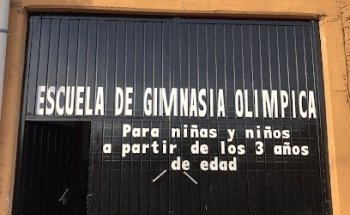 ESCUELA DE GIMNASIA OLIMPICA
Para niñas y niños
a partir de los 3 años
de edad